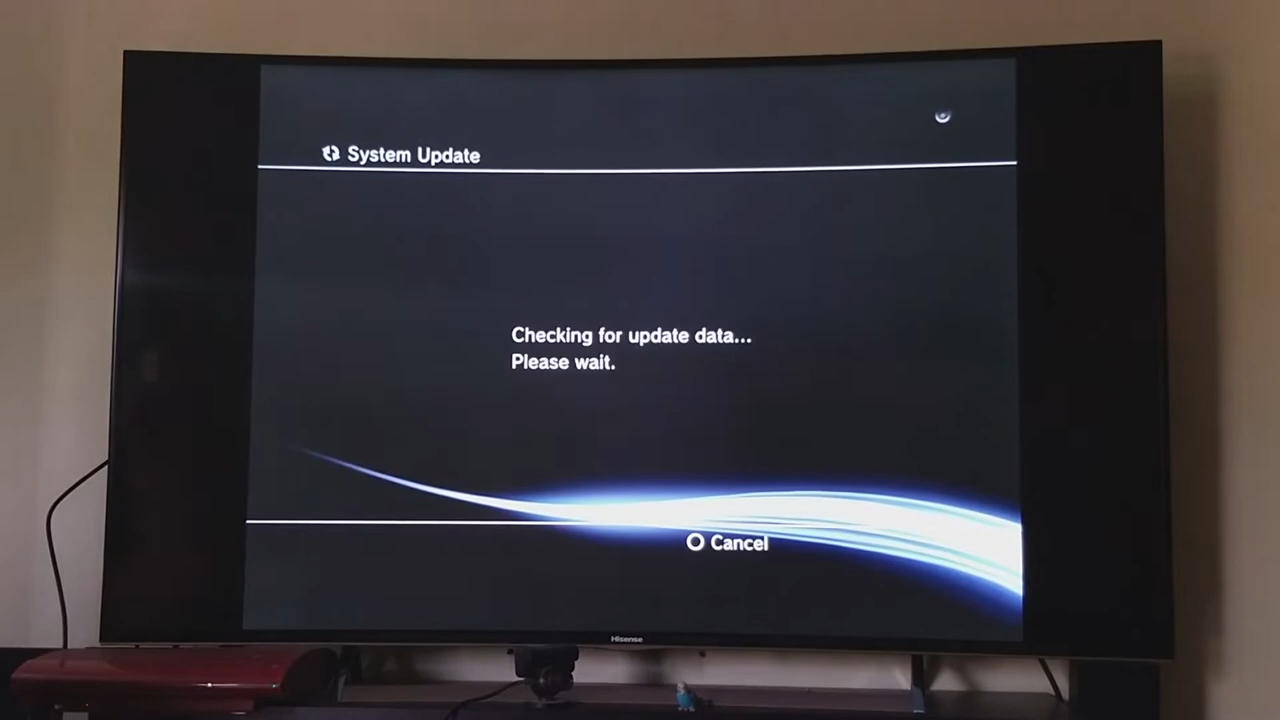 System Update
Checking for update data...
Please wait.
Cancel
Hisense